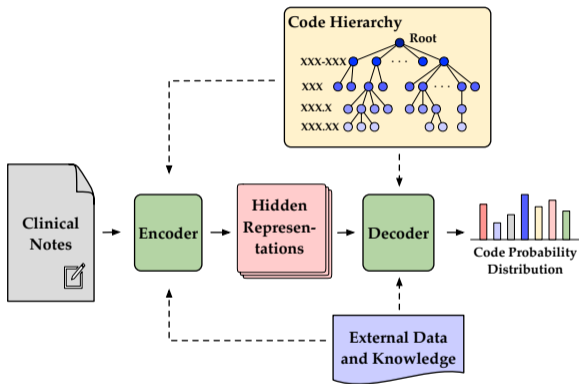 Code Hierarchy
Root
XXX-XXX
XXX
XXX.X
XXX.XX
Clinical
Notes
Encoder
Hidden
Represen-
tations
Decoder
Code Probability
Distribution
External Data
and Knowledge